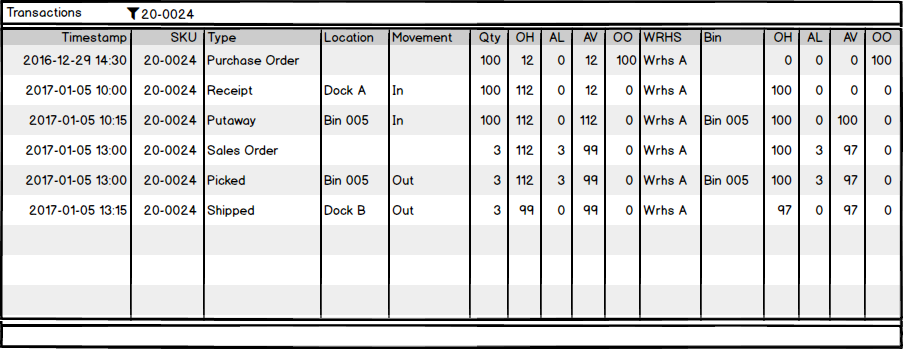 Transactions 20-0024
Timestamp SKU Type Location Movement Qty OH AL AV OO WRHS Bin OH AL AV OO
2016-12-29 14:30 20-0024 Purchase Order 100 12 0 12 100 Wrhs A 0 0 0 100
2017-01-05 10:00 20-0024 Receipt Dock A In 100 112 0 12 0 Wrhs A 100 0 0 0
2017-01-05 10:15 20-0024 Putaway Bin 005 In 100 112 0 112 0 Wrhs A Bin 005 100 0 100 0
2017-01-05 13:00 20-0024 Sales Order 3 112 3 99 0 Wrhs A 100 3 97 0
2017-01-05 13:00 20-0024 Picked Bin 005 Out 3 112 3 99 0 Wrhs A Bin 005 100 3 97 0
2017-01-05 13:15 20-0024 Shipped Dock B Out 3 99 0 99 0 Wrhs A 97 0 97 0